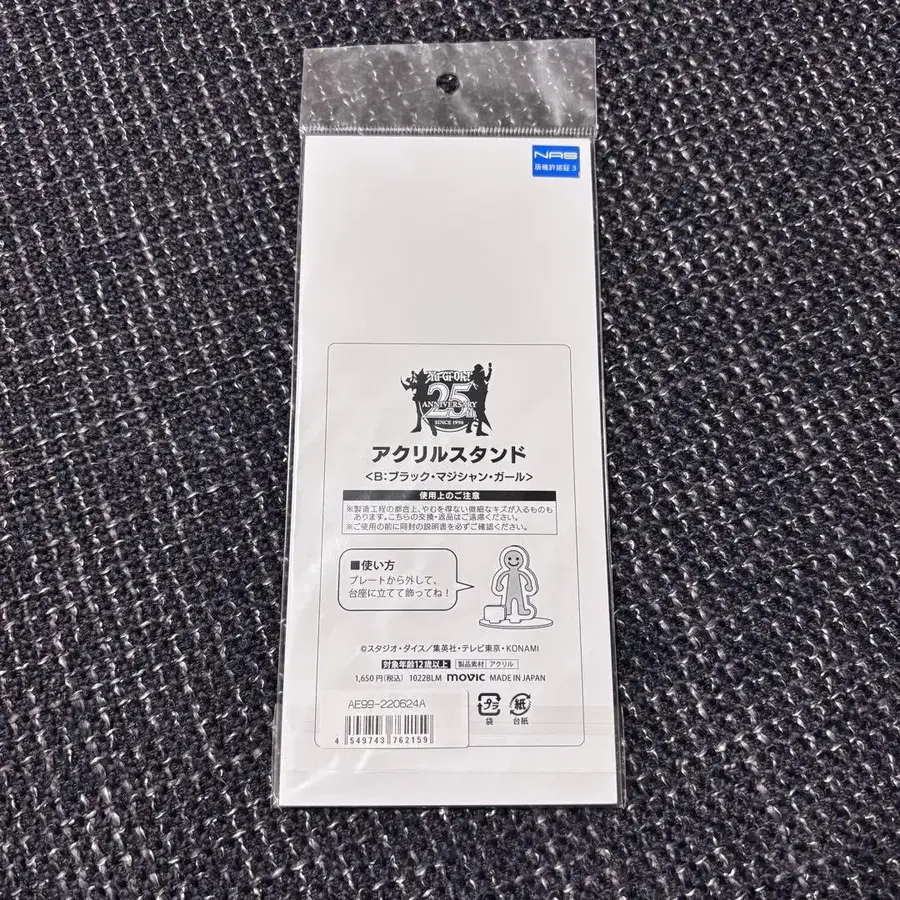 NAS
版権許諾証 3
Yu-Gi-Oh!
25th
ANNIVERSARY
SINCE 1996
アクリルスタンド
<B:ブラック・マジシャン・ガール>
使用上のご注意
※製造工程の都合上、やむを得ない微細なキズが入るものも
あります。こちらの交換・返品はご遠慮ください。
※ご使用の前に同封の説明書を必ずご確認ください。
■使い方
プレートから外して、
台座に立てて飾ってね！
©スタジオ・ダイス／集英社・テレビ東京・KONAMI
対象年齢12歳以上 製品素材 アクリル
1,650円(税込) 1022BLM movic MADE IN JAPAN
AE99-220624A
4 549743 762159
プラ 紙
袋 台紙